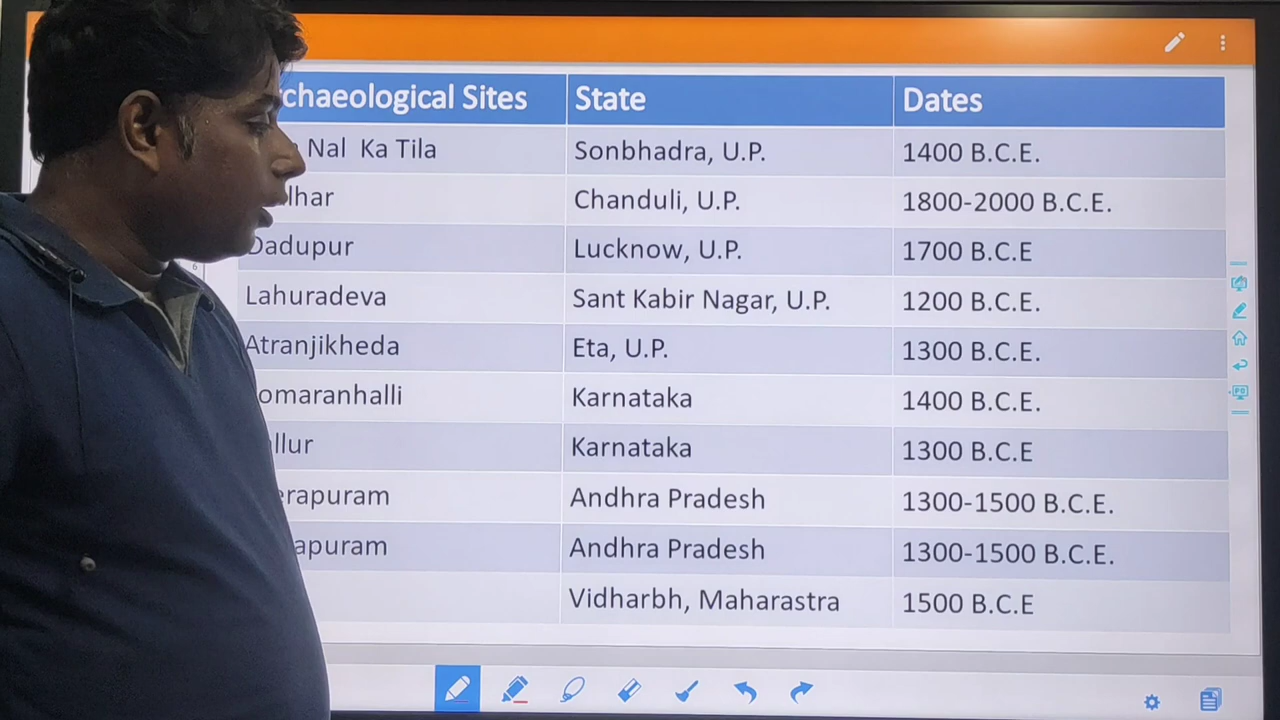 chaeological Sites State Dates
Nal Ka Tila Sonbhadra, U.P. 1400 B.C.E.
lhar Chanduli, U.P. 1800-2000 B.C.E.
Dadupur Lucknow, U.P. 1700 B.C.E
Lahuradeva Sant Kabir Nagar, U.P. 1200 B.C.E.
Atranjikheda Eta, U.P. 1300 B.C.E.
omaranhalli Karnataka 1400 B.C.E.
llur Karnataka 1300 B.C.E
erapuram Andhra Pradesh 1300-1500 B.C.E.
apuram Andhra Pradesh 1300-1500 B.C.E.
Vidharbh, Maharastra 1500 B.C.E